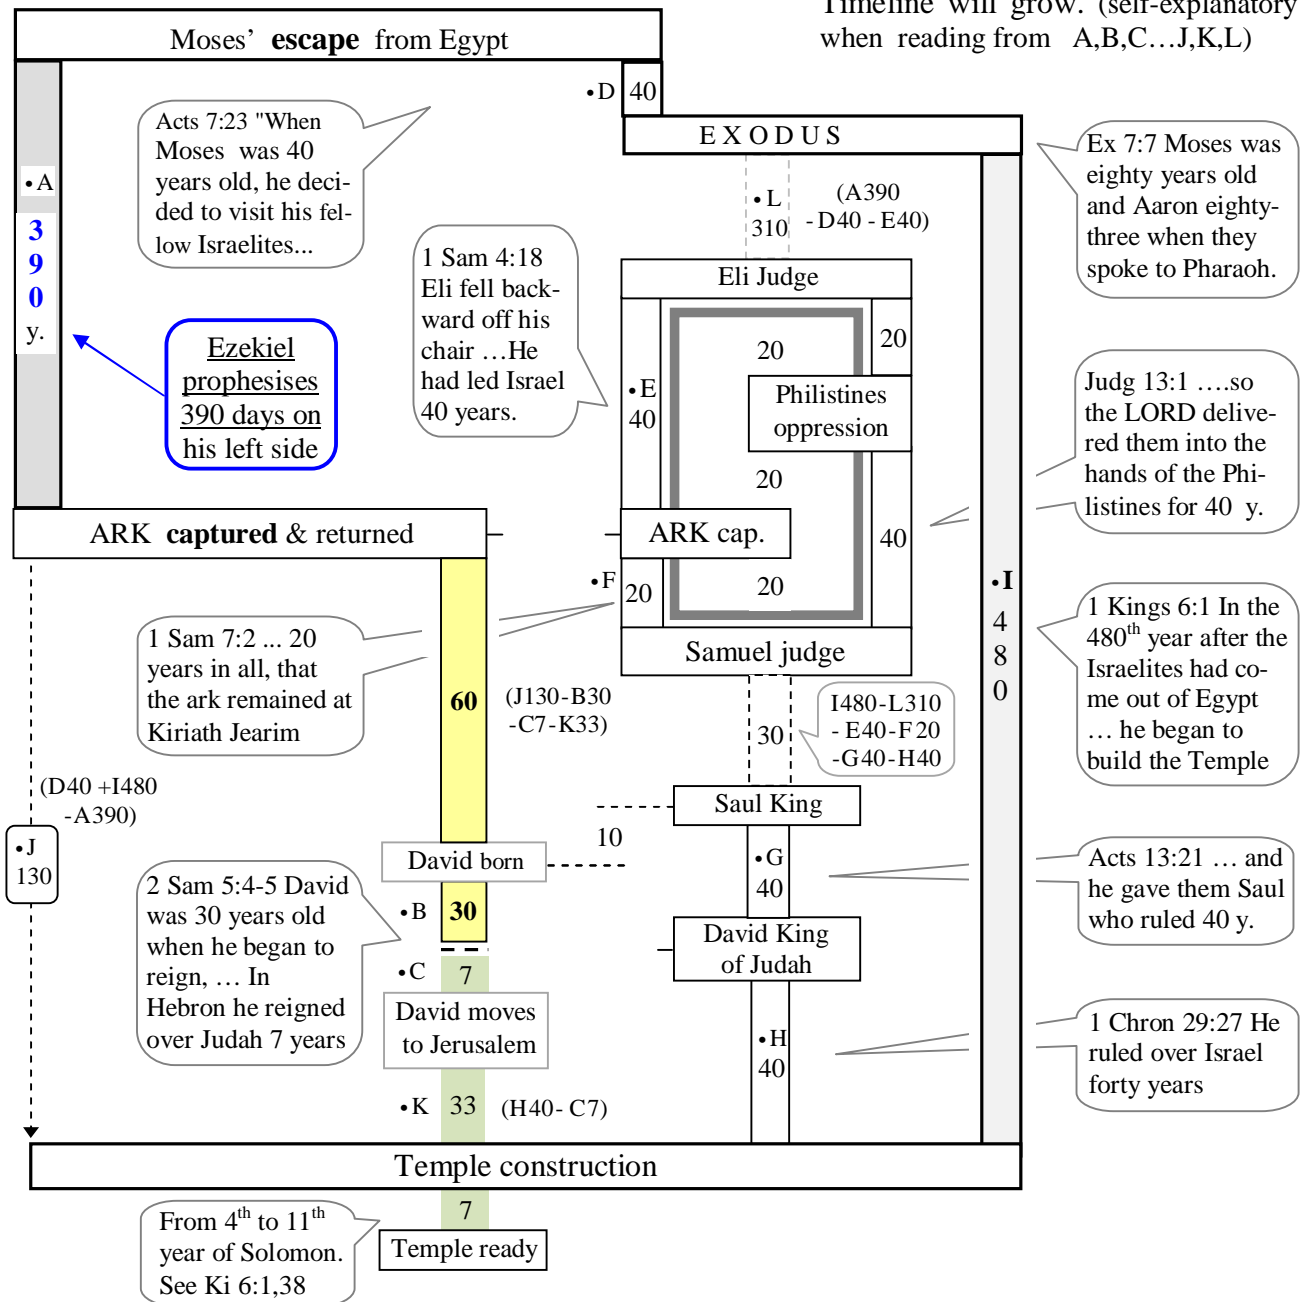 Timeline will grow. (self-explanatory
when reading from A,B,C…J,K,L)
Moses’ escape from Egypt
•D 40
EXODUS
Acts 7:23 "When
Moses was 40
years old, he deci-
ded to visit his fel-
low Israelites...
Ex 7:7 Moses was
eighty years old
and Aaron eighty-
three when they
spoke to Pharaoh.
•A
3
9
0
y.
•L
310
(A390
- D40 - E40)
1 Sam 4:18
Eli fell back-
ward off his
chair …He
had led Israel
40 years.
Eli Judge
Ezekiel
prophesises
390 days on
his left side
20
20
•E
40
Philistines
oppression
20
Judg 13:1 ….so
the LORD delive-
red them into the
hands of the Phi-
listines for 40 y.
ARK captured & returned
ARK cap.
40
•F 20
20
•I
4
8
0
1 Sam 7:2 ... 20
years in all, that
the ark remained at
Kiriath Jearim
Samuel judge
1 Kings 6:1 In the
480th year after the
Israelites had co-
me out of Egypt
… he began to
build the Temple
60
(J130-B30
-C7-K33)
30
I480-L310
- E40-F20
-G40-H40
(D40 +I480
-A390)
Saul King
10
•J
130
David born
•G
40
Acts 13:21 … and
he gave them Saul
who ruled 40 y.
2 Sam 5:4-5 David
was 30 years old
when he began to
reign, … In
Hebron he reigned
over Judah 7 years
•B 30
David King
of Judah
•C 7
David moves
to Jerusalem
•H
40
1 Chron 29:27 He
ruled over Israel
forty years
•K 33 (H40- C7)
Temple construction
7
From 4th to 11th
year of Solomon.
See Ki 6:1,38
Temple ready